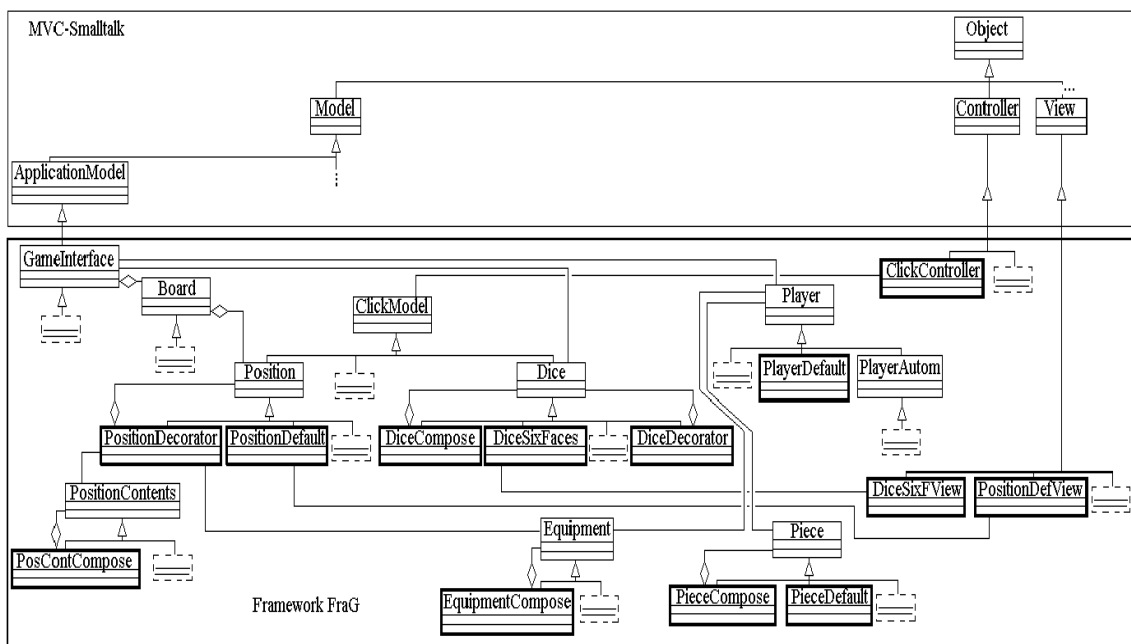 MVC-Smalltalk
Object
...
Model
Controller
View
ApplicationModel
...
GameInterface
ClickController
Board
Player
ClickModel
Position
Dice
PlayerDefault
PlayerAutom
PositionDecorator
PositionDefault
DiceCompose
DiceSixFaces
DiceDecorator
PositionContents
DiceSixFView
PositionDefView
Equipment
Piece
PosContCompose
EquipmentCompose
PieceCompose
PieceDefault
Framework FraG